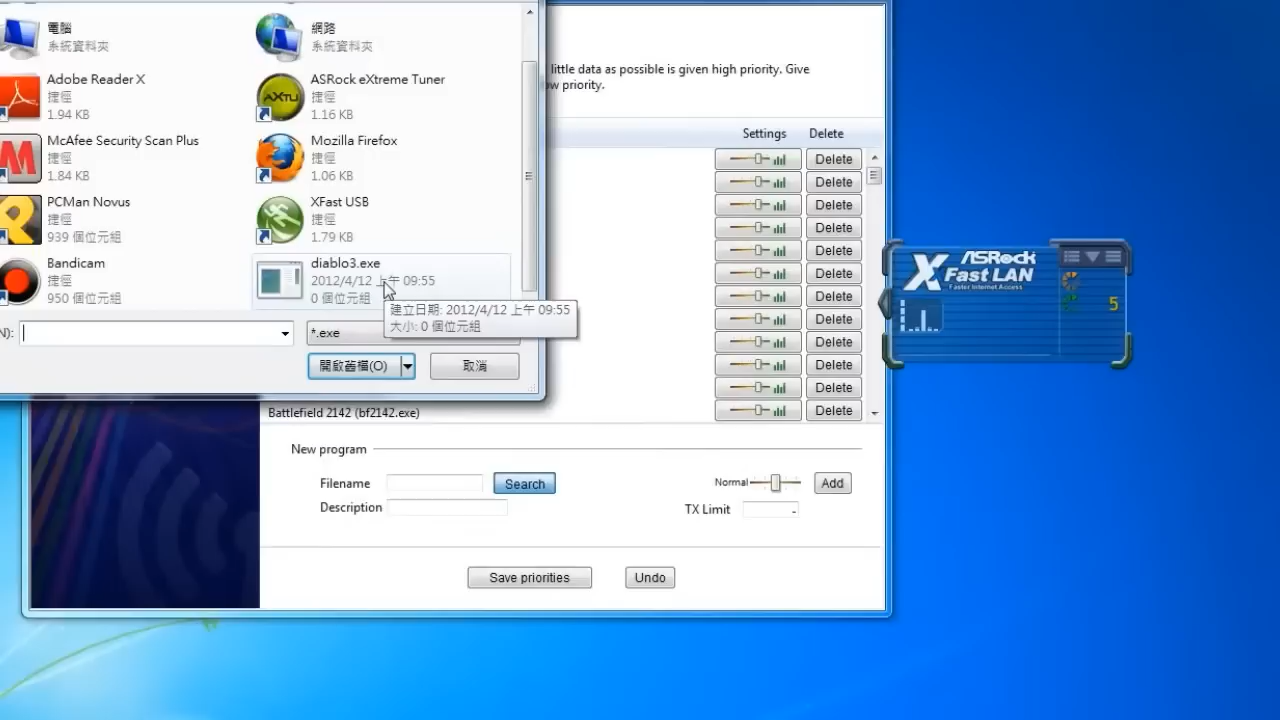 電腦
系統資料夾
網路
系統資料夾
Adobe Reader X
捷徑
1.94 KB
ASRock eXtreme Tuner
捷徑
1.16 KB
McAfee Security Scan Plus
捷徑
1.84 KB
Mozilla Firefox
捷徑
1.06 KB
PCMan Novus
捷徑
939 個位元組
XFast USB
捷徑
1.79 KB
Bandicam
捷徑
950 個位元組
diablo3.exe
2012/4/12 上午 09:55
0 個位元組
建立日期: 2012/4/12 上午 09:55
大小: 0 個位元組
N):
*.exe
開啟舊檔(O)
取消
little data as possible is given high priority. Give
ow priority.
Settings
Delete
Delete
Delete
Delete
Delete
Delete
Delete
Delete
Delete
Delete
Delete
Delete
Battlefield 2142 (bf2142.exe)
Delete
New program
Filename
Search
Normal
Add
Description
TX Limit
-
Save priorities
Undo
ASRock
XFast LAN
Faster Internet Access
5
AXTU